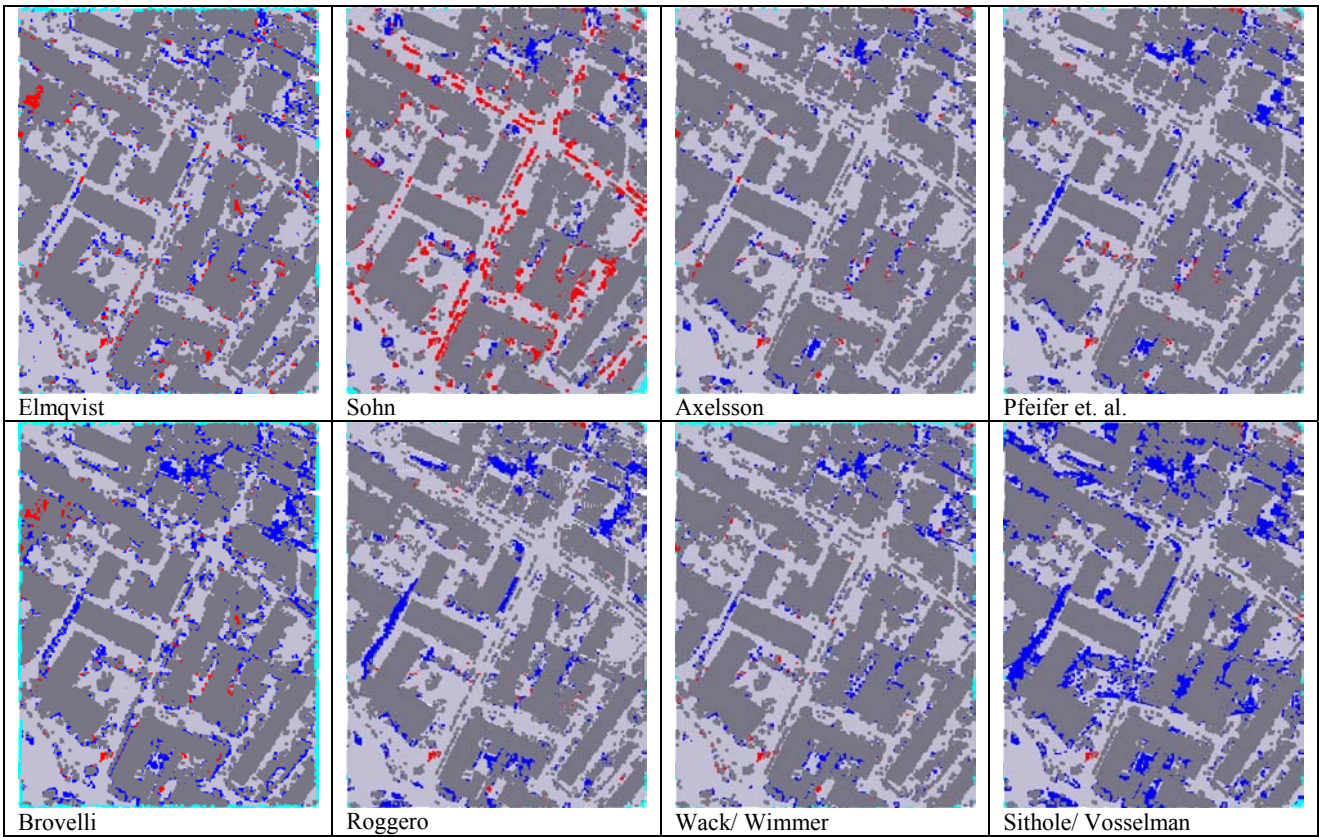 Elmqvist
Sohn
Axelsson
Pfeifer et. al.
Brovelli
Roggero
Wack/ Wimmer
Sithole/ Vosselman